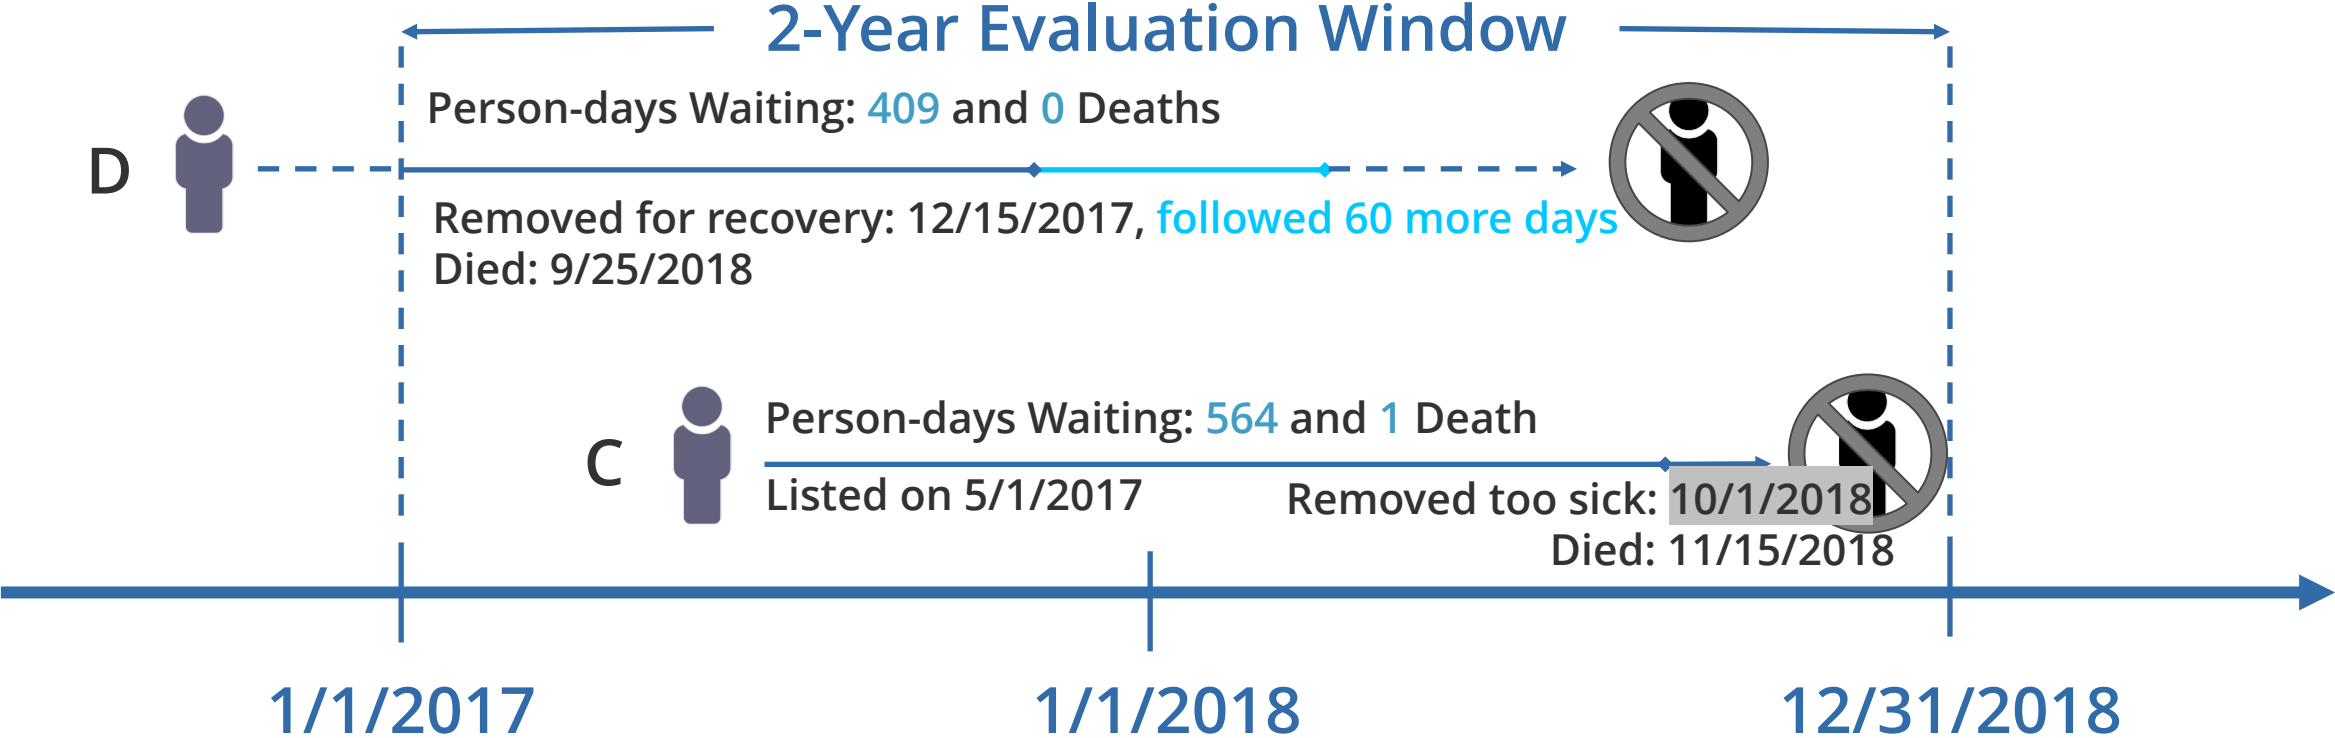 2-Year Evaluation Window
Person-days Waiting: 409 and 0 Deaths
D
Removed for recovery: 12/15/2017, followed 60 more days
Died: 9/25/2018
Person-days Waiting: 564 and 1 Death
C
Listed on 5/1/2017
Removed too sick: 10/1/2018
Died: 11/15/2018
1/1/2017
1/1/2018
12/31/2018